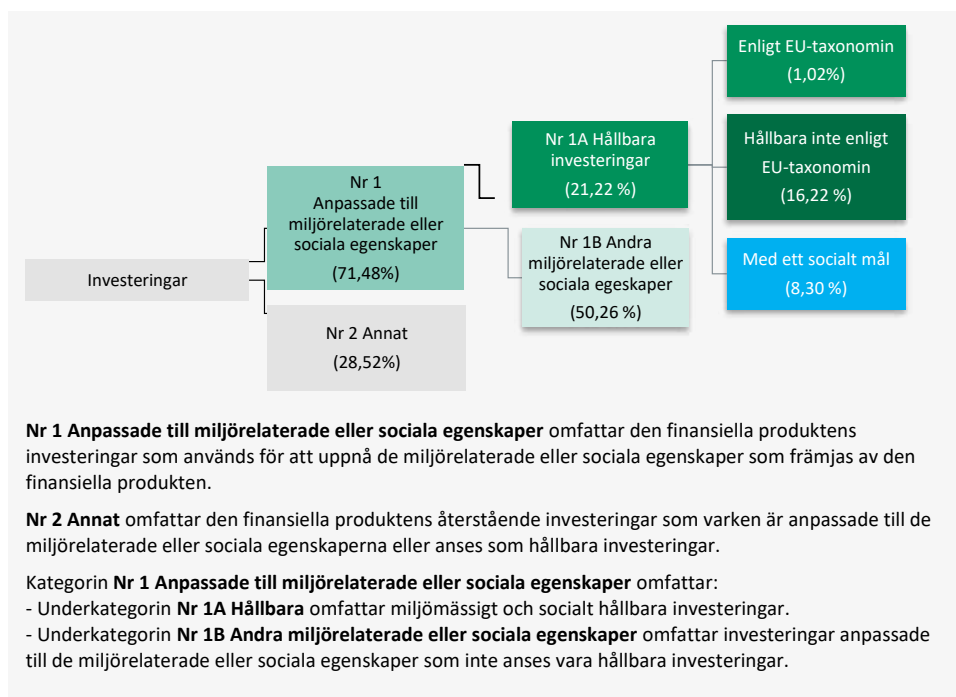 Investeringar
Nr 1
Anpassade till
miljörelaterade eller
sociala egenskaper
(71,48%)
Nr 2 Annat
(28,52%)
Nr 1A Hållbara
investeringar
(21,22 %)
Nr 1B Andra
miljörelaterade eller
sociala egeskaper
(50,26 %)
Enligt EU-taxonomin
(1,02%)
Hållbara inte enligt
EU-taxonomin
(16,22 %)
Med ett socialt mål
(8,30 %)
Nr 1 Anpassade till miljörelaterade eller sociala egenskaper omfattar den finansiella produktens
investeringar som används för att uppnå de miljörelaterade eller sociala egenskaper som främjas av den
finansiella produkten.
Nr 2 Annat omfattar den finansiella produktens återstående investeringar som varken är anpassade till de
miljörelaterade eller sociala egenskaperna eller anses som hållbara investeringar.
Kategorin Nr 1 Anpassade till miljörelaterade eller sociala egenskaper omfattar:
- Underkategorin Nr 1A Hållbara omfattar miljömässigt och socialt hållbara investeringar.
- Underkategorin Nr 1B Andra miljörelaterade eller sociala egenskaper omfattar investeringar anpassade
till de miljörelaterade eller sociala egenskaper som inte anses vara hållbara investeringar.